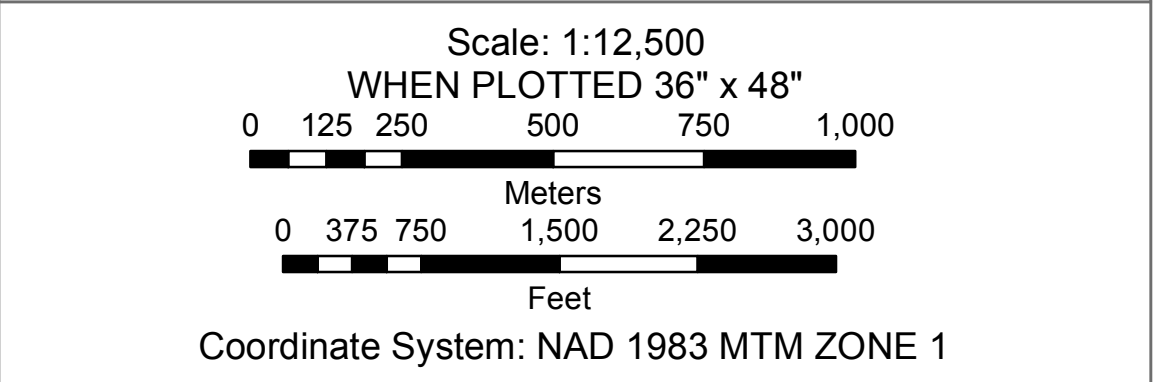 Scale: 1:12,500
WHEN PLOTTED 36" x 48"
0 125 250 500 750 1,000
Meters
0 375 750 1,500 2,250 3,000
Feet
Coordinate System: NAD 1983 MTM ZONE 1